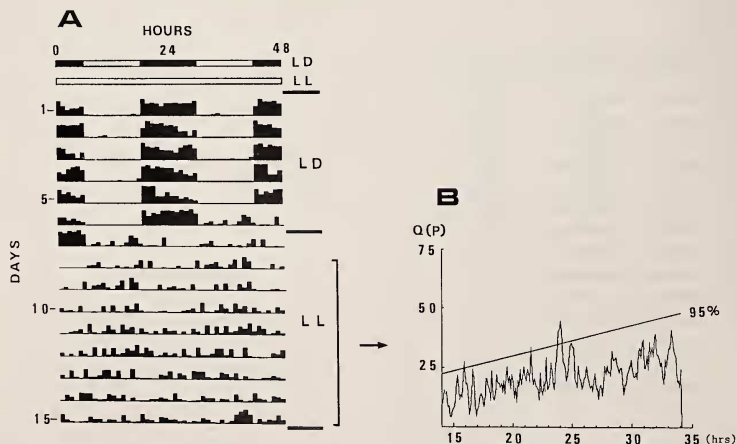 A
HOURS
0 24 48
LD
LL
1-
LD
5-
DAYS
10-
LL
15-
B
Q(P)
75
50
95%
25
15 20 25 30 35 (hrs)